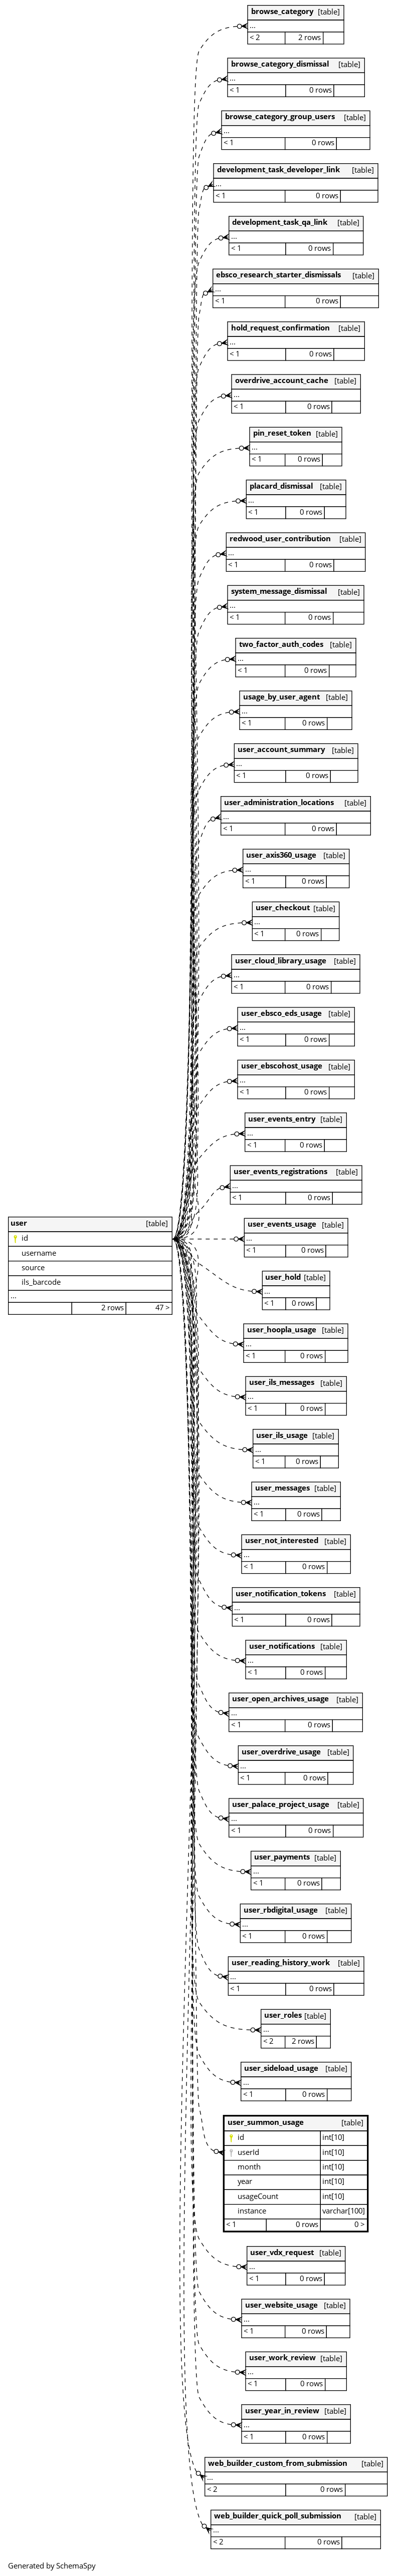 browse_category [table]
...
< 2 2 rows
browse_category_dismissal [table]
...
< 1 0 rows
browse_category_group_users [table]
...
< 1 0 rows
development_task_developer_link [table]
...
< 1 0 rows
development_task_qa_link [table]
...
< 1 0 rows
ebsco_research_starter_dismissals [table]
...
< 1 0 rows
hold_request_confirmation [table]
...
< 1 0 rows
overdrive_account_cache [table]
...
< 1 0 rows
pin_reset_token [table]
...
< 1 0 rows
placard_dismissal [table]
...
< 1 0 rows
redwood_user_contribution [table]
...
< 1 0 rows
system_message_dismissal [table]
...
< 1 0 rows
two_factor_auth_codes [table]
...
< 1 0 rows
usage_by_user_agent [table]
...
< 1 0 rows
user_account_summary [table]
...
< 1 0 rows
user_administration_locations [table]
...
< 1 0 rows
user_axis360_usage [table]
...
< 1 0 rows
user_checkout [table]
...
< 1 0 rows
user_cloud_library_usage [table]
...
< 1 0 rows
user_ebsco_eds_usage [table]
...
< 1 0 rows
user_ebscohost_usage [table]
...
< 1 0 rows
user_events_entry [table]
...
< 1 0 rows
user_events_registrations [table]
...
< 1 0 rows
user [table]
id
username
source
ils_barcode
...
2 rows 47 >
user_events_usage [table]
...
< 1 0 rows
user_hold [table]
...
< 1 0 rows
user_hoopla_usage [table]
...
< 1 0 rows
user_ils_messages [table]
...
< 1 0 rows
user_ils_usage [table]
...
< 1 0 rows
user_messages [table]
...
< 1 0 rows
user_not_interested [table]
...
< 1 0 rows
user_notification_tokens [table]
...
< 1 0 rows
user_notifications [table]
...
< 1 0 rows
user_open_archives_usage [table]
...
< 1 0 rows
user_overdrive_usage [table]
...
< 1 0 rows
user_palace_project_usage [table]
...
< 1 0 rows
user_payments [table]
...
< 1 0 rows
user_rbdigital_usage [table]
...
< 1 0 rows
user_reading_history_work [table]
...
< 1 0 rows
user_roles [table]
...
< 2 2 rows
user_sideload_usage [table]
...
< 1 0 rows
user_summon_usage [table]
id int[10]
userId int[10]
month int[10]
year int[10]
usageCount int[10]
instance varchar[100]
< 1 0 rows 0 >
user_vdx_request [table]
...
< 1 0 rows
user_website_usage [table]
...
< 1 0 rows
user_work_review [table]
...
< 1 0 rows
user_year_in_review [table]
...
< 1 0 rows
web_builder_custom_from_submission [table]
...
< 2 0 rows
web_builder_quick_poll_submission [table]
...
< 2 0 rows
Generated by SchemaSpy